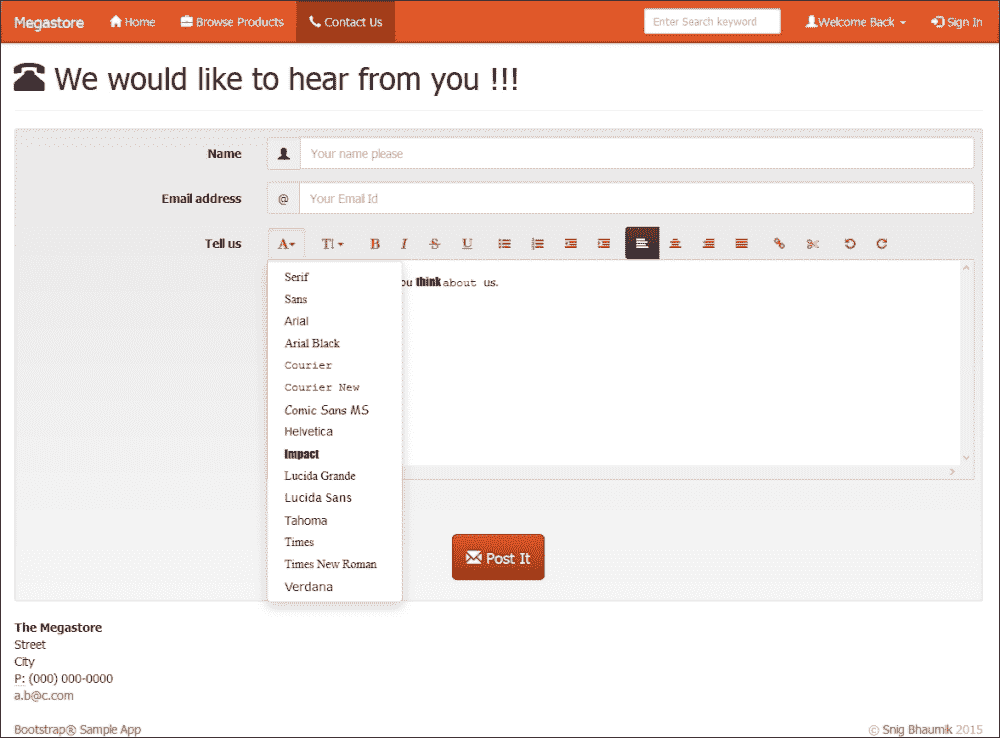 Megastore Home Browse Products Contact Us Enter Search keyword Welcome Back Sign In
We would like to hear from you !!!
Name Your name please
Email address @ Your Email Id
Tell us A T B I S U
ou think about us.
Serif
Sans
Arial
Arial Black
Courier
Courier New
Comic Sans MS
Helvetica
Impact
Lucida Grande
Lucida Sans
Tahoma
Times
Times New Roman
Verdana
Post It
The Megastore
Street
City
P: (000) 000-0000
a.b@c.com
Bootstrap® Sample App © Snig Bhaumik 2015